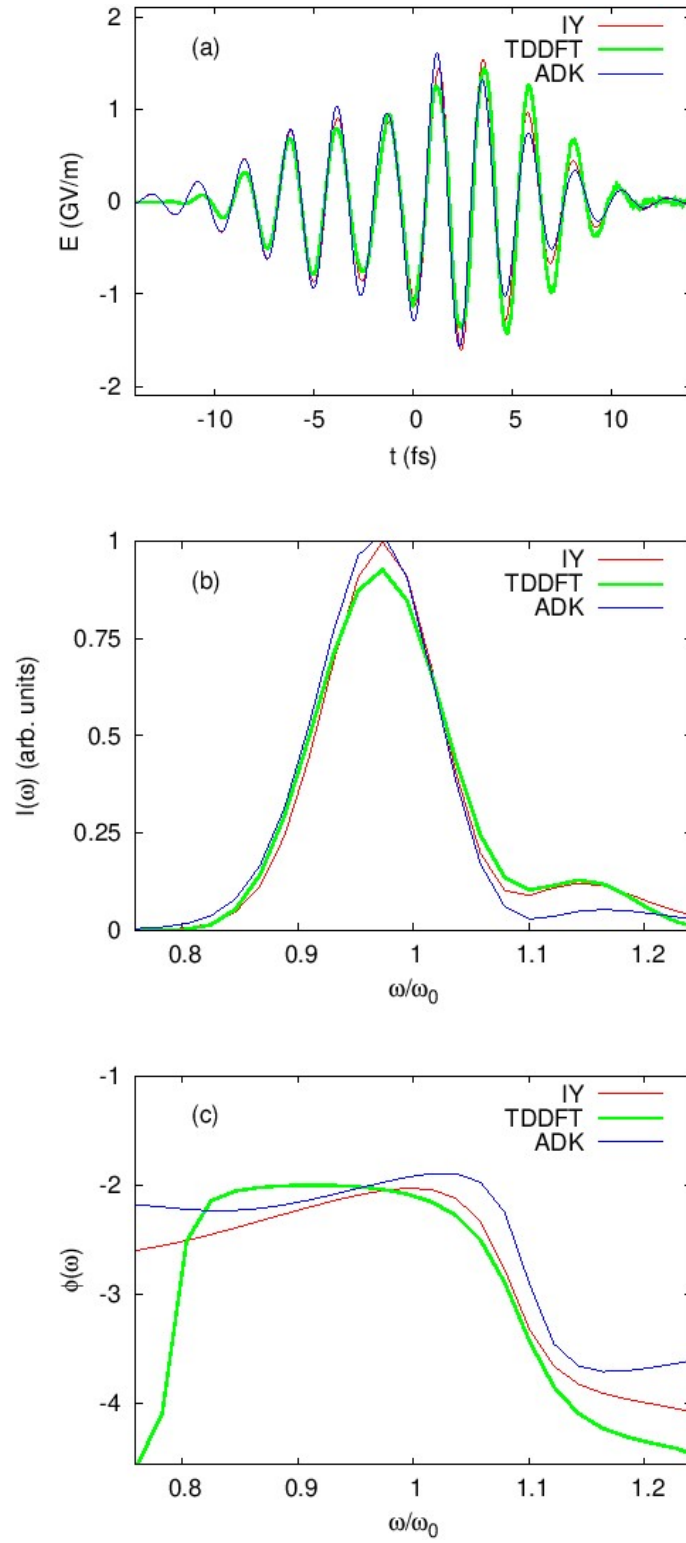 (a)
IY
TDDFT
ADK
E (GV/m)
2
1
0
-1
-2
-10
-5
0
5
10
t (fs)
(b)
IY
TDDFT
ADK
I(ω) (arb. units)
1
0.75
0.5
0.25
0
0.8
0.9
1
1.1
1.2
ω/ω0
(c)
IY
TDDFT
ADK
ϕ(ω)
-1
-2
-3
-4
0.8
0.9
1
1.1
1.2
ω/ω0